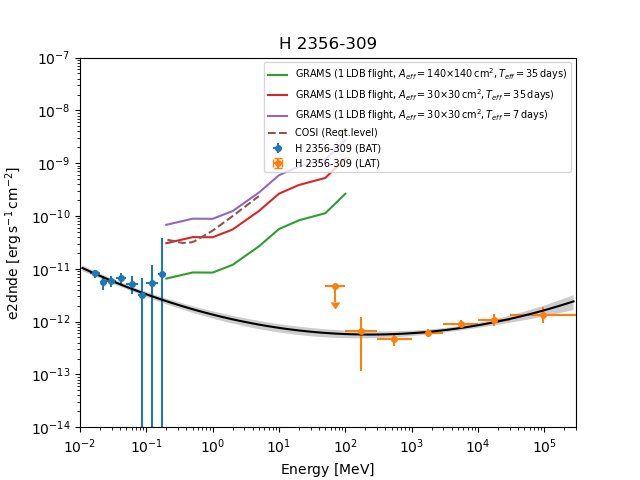 H 2356-309
10⁻⁷
10⁻⁸
10⁻⁹
10⁻¹⁰
10⁻¹¹
10⁻¹²
10⁻¹³
10⁻¹⁴
e2dnde [erg s⁻¹ cm⁻²]
GRAMS (1 LDB flight, A_eff = 140×140 cm², T_eff = 35 days)
GRAMS (1 LDB flight, A_eff = 30×30 cm², T_eff = 35 days)
GRAMS (1 LDB flight, A_eff = 30×30 cm², T_eff = 7 days)
COSI (Reqt.level)
H 2356-309 (BAT)
H 2356-309 (LAT)
10⁻² 10⁻¹ 10⁰ 10¹ 10² 10³ 10⁴ 10⁵
Energy [MeV]